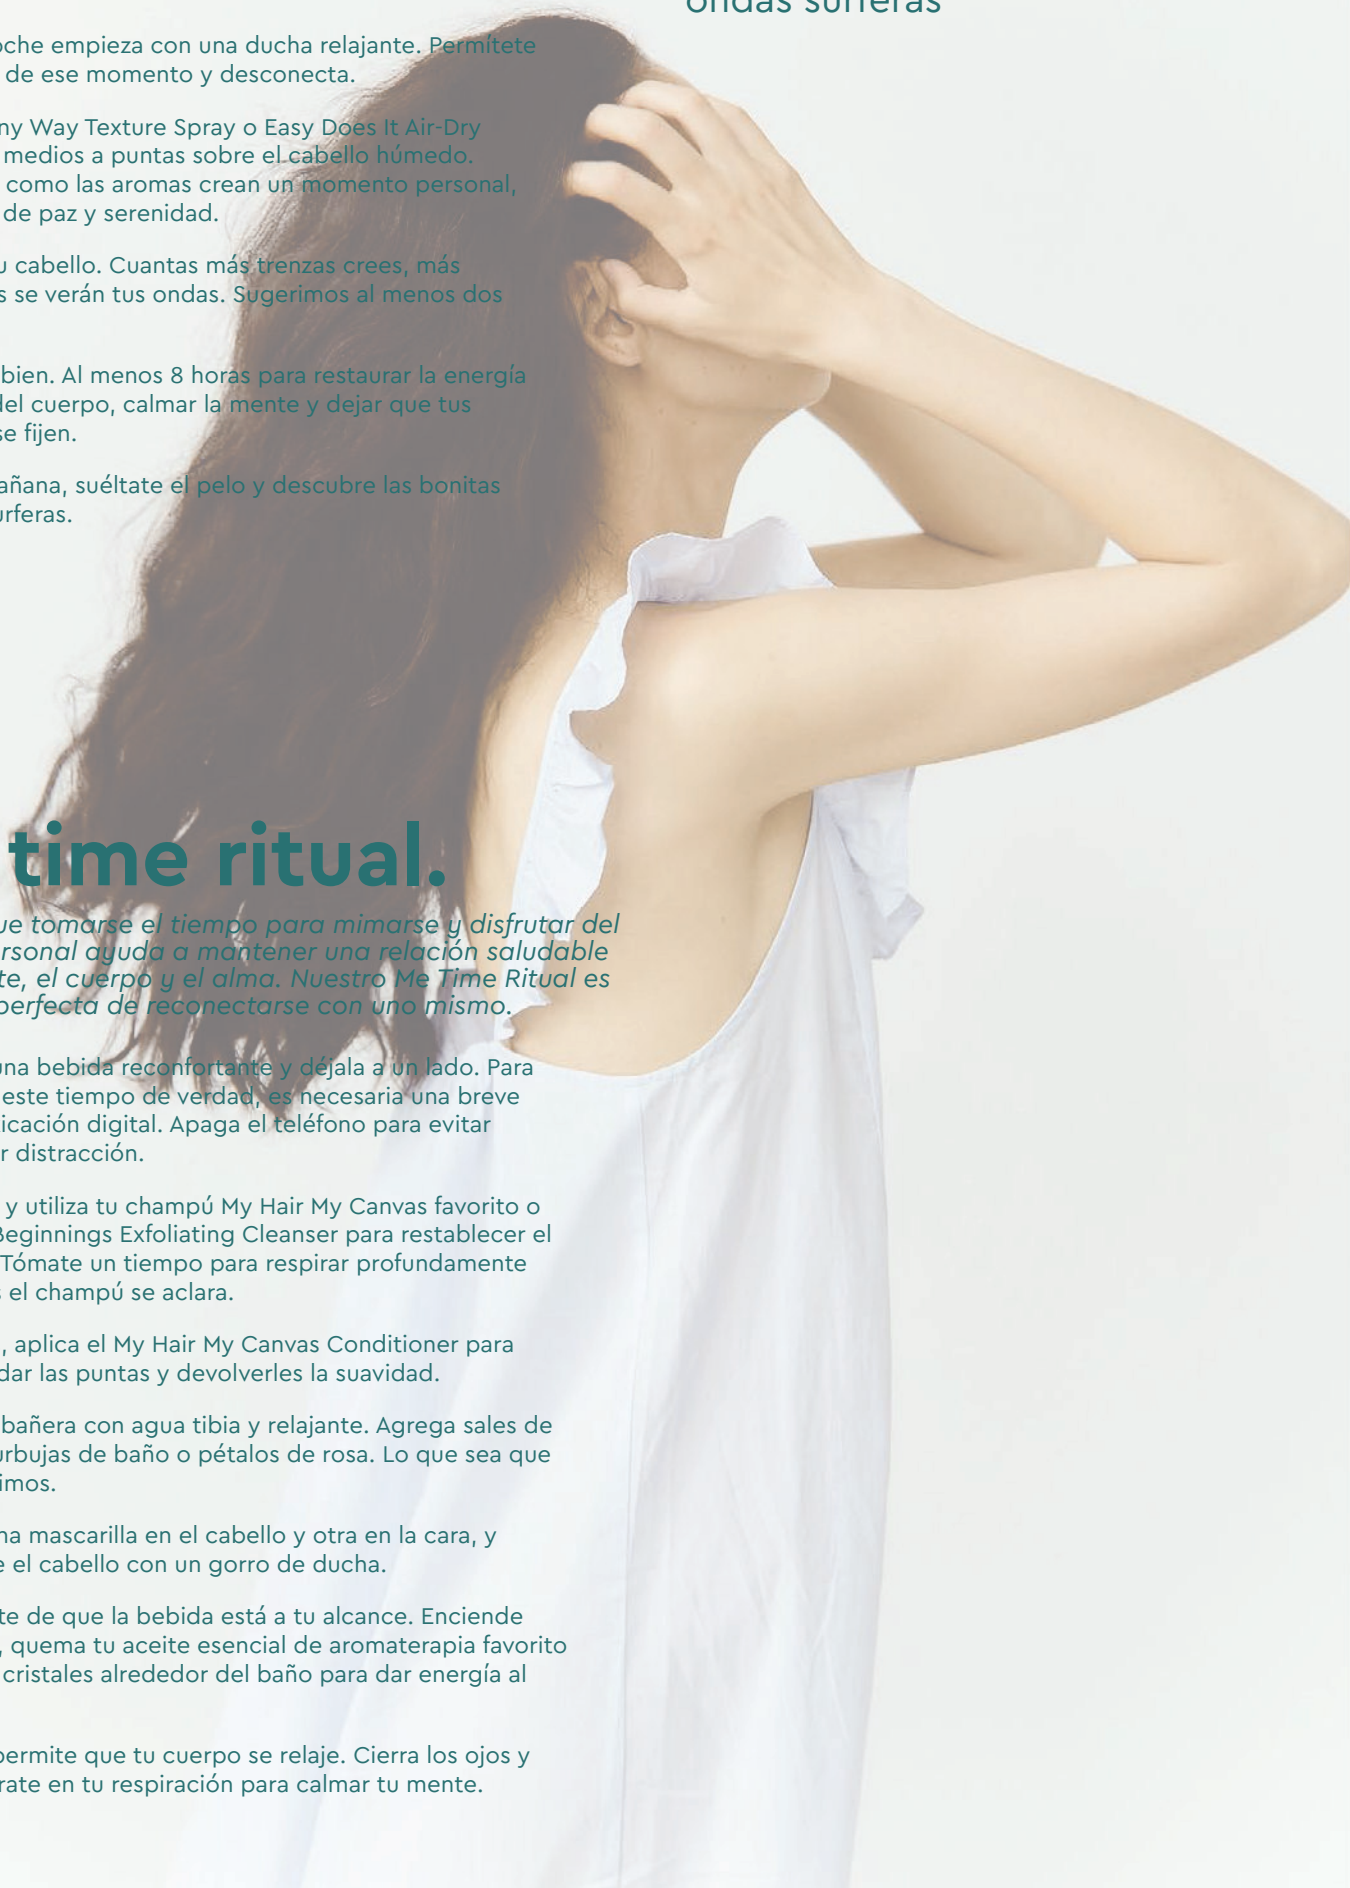 ondas surferas
oche empieza con una ducha relajante. Permítete
de ese momento y desconecta.
ny Way Texture Spray o Easy Does It Air-Dry
medios a puntas sobre el cabello húmedo.
como las aromas crean un momento personal,
de paz y serenidad.
u cabello. Cuantas más trenzas crees, más
s se verán tus ondas. Sugerimos al menos dos
bien. Al menos 8 horas para restaurar la energía
del cuerpo, calmar la mente y dejar que tus
se fijen.
añana, suéltate el pelo y descubre las bonitas
urferas.
time ritual.
ue tomarse el tiempo para mimarse y disfrutar del
ersonal ayuda a mantener una relación saludable
te, el cuerpo y el alma. Nuestro Me Time Ritual es
perfecta de reconectarse con uno mismo.
una bebida reconfortante y déjala a un lado. Para
este tiempo de verdad, es necesaria una breve
icación digital. Apaga el teléfono para evitar
r distracción.
y utiliza tu champú My Hair My Canvas favorito o
Beginnings Exfoliating Cleanser para restablecer el
Tómate un tiempo para respirar profundamente
s el champú se aclara.
, aplica el My Hair My Canvas Conditioner para
dar las puntas y devolverles la suavidad.
bañera con agua tibia y relajante. Agrega sales de
urbujas de baño o pétalos de rosa. Lo que sea que
imos.
na mascarilla en el cabello y otra en la cara, y
e el cabello con un gorro de ducha.
te de que la bebida está a tu alcance. Enciende
, quema tu aceite esencial de aromaterapia favorito
cristales alrededor del baño para dar energía al
permite que tu cuerpo se relaje. Cierra los ojos y
rate en tu respiración para calmar tu mente.